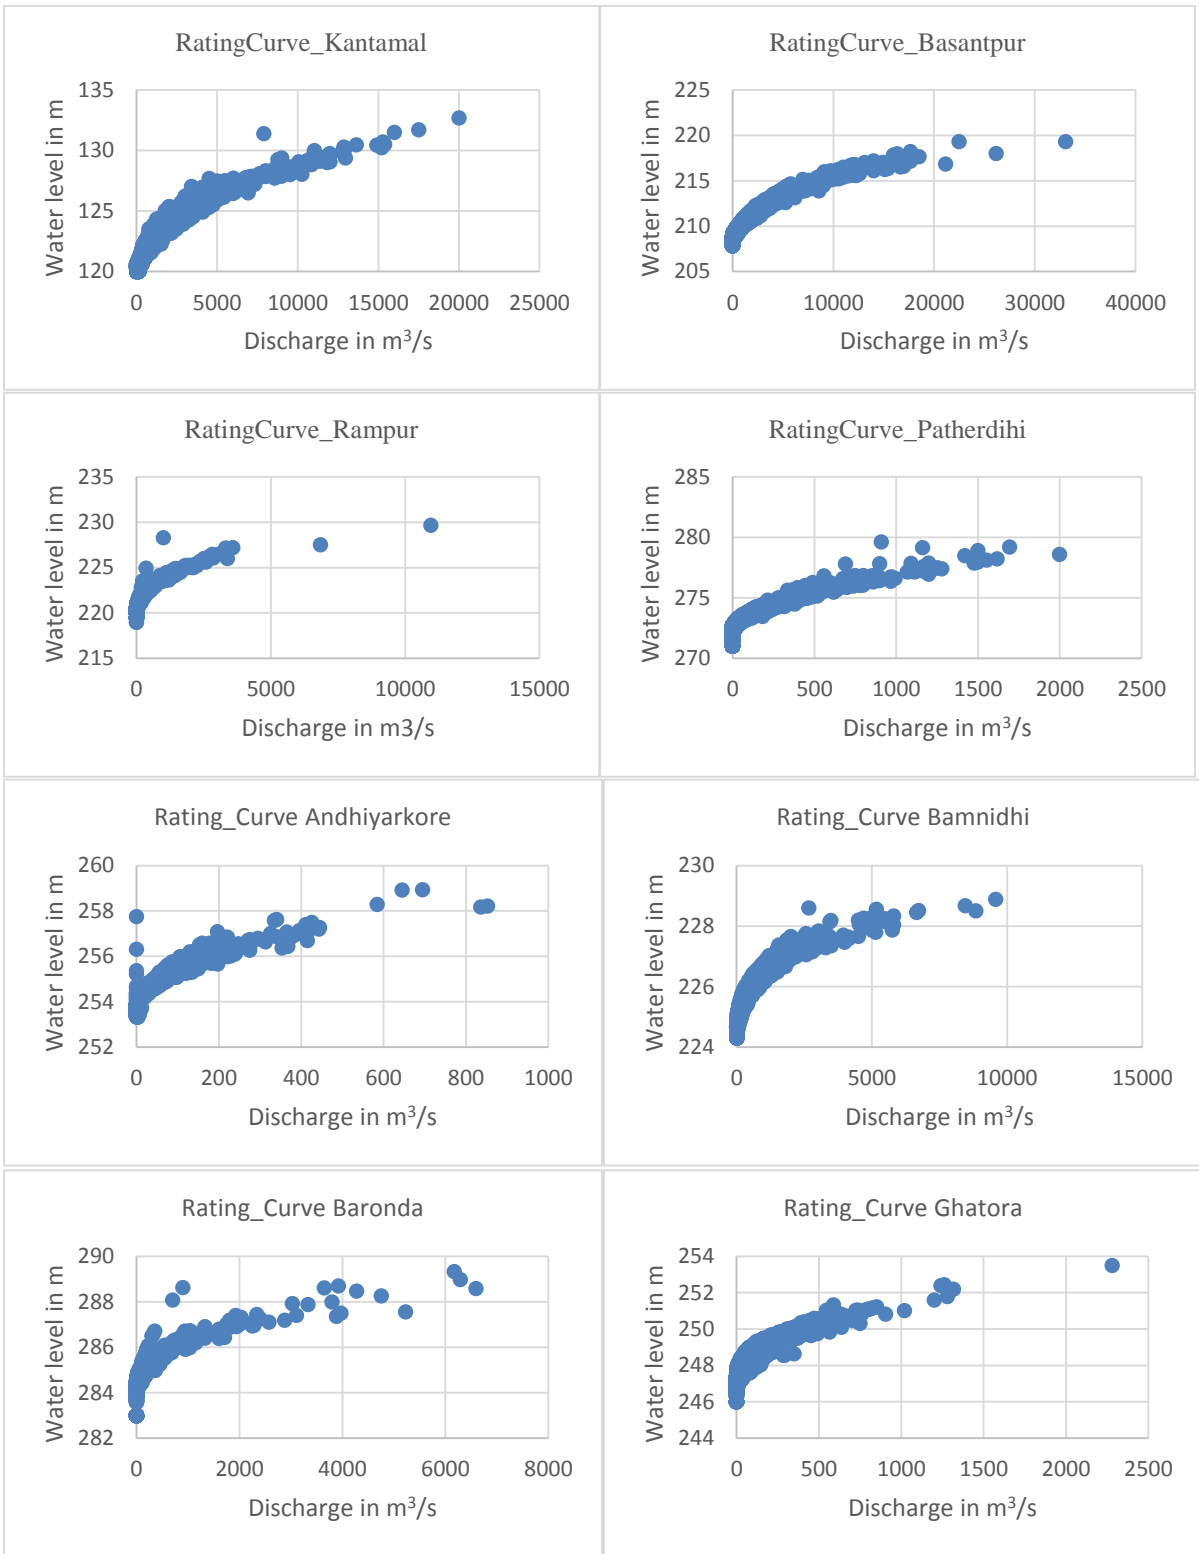 RatingCurve_Kantamal
Water level in m
135
130
125
120
0 5000 10000 15000 20000 25000
Discharge in m³/s
RatingCurve_Basantpur
Water level in m
225
220
215
210
205
0 10000 20000 30000 40000
Discharge in m³/s
RatingCurve_Rampur
Water level in m
235
230
225
220
215
0 5000 10000 15000
Discharge in m3/s
RatingCurve_Patherdihi
Water level in m
285
280
275
270
0 500 1000 1500 2000 2500
Discharge in m³/s
Rating_Curve Andhiyarkore
Water level in m
260
258
256
254
252
0 200 400 600 800 1000
Discharge in m³/s
Rating_Curve Bamnidhi
Water level in m
230
228
226
224
0 5000 10000 15000
Discharge in m³/s
Rating_Curve Baronda
Water level in m
290
288
286
284
282
0 2000 4000 6000 8000
Discharge in m³/s
Rating_Curve Ghatora
Water level in m
254
252
250
248
246
244
0 500 1000 1500 2000 2500
Discharge in m³/s